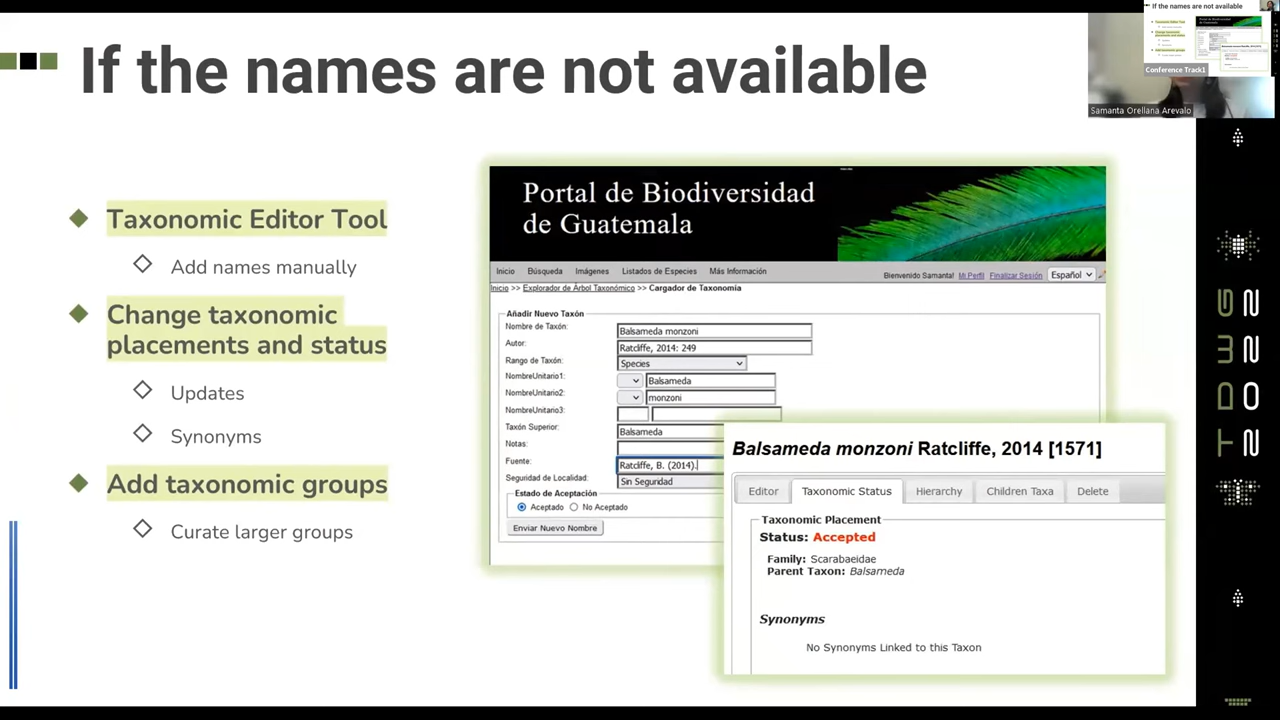 If the names are not available
Taxonomic Editor Tool
Add names manually
Change taxonomic
placements and status
Updates
Synonyms
Add taxonomic groups
Curate larger groups
Portal de Biodiversidad
de Guatemala
Inicio Búsqueda Imágenes Listados de Especies Más Información Bienvenido Samanta! Mi Perfil Finalizar Sesión Español
Inicio >> Explorador de Árbol Taxonómico >> Cargador de Taxonomía
Añadir Nuevo Taxón
Nombre de Taxón: Balsameda monzoni
Autor: Ratcliffe, 2014: 249
Rango de Taxón: Species
NombreUnitario1: Balsameda
NombreUnitario2: monzoni
NombreUnitario3:
Taxón Superior: Balsameda
Notas:
Fuente: Ratcliffe, B. (2014).
Seguridad de Localidad: Sin Seguridad
Estado de Aceptación
Aceptado No Aceptado
Enviar Nuevo Nombre
Balsameda monzoni Ratcliffe, 2014 [1571]
Editor Taxonomic Status Hierarchy Children Taxa Delete
Taxonomic Placement
Status: Accepted
Family: Scarabaeidae
Parent Taxon: Balsameda
Synonyms
No Synonyms Linked to this Taxon
If the names are not available
Conference Track1
Samanta Orellana Arevalo